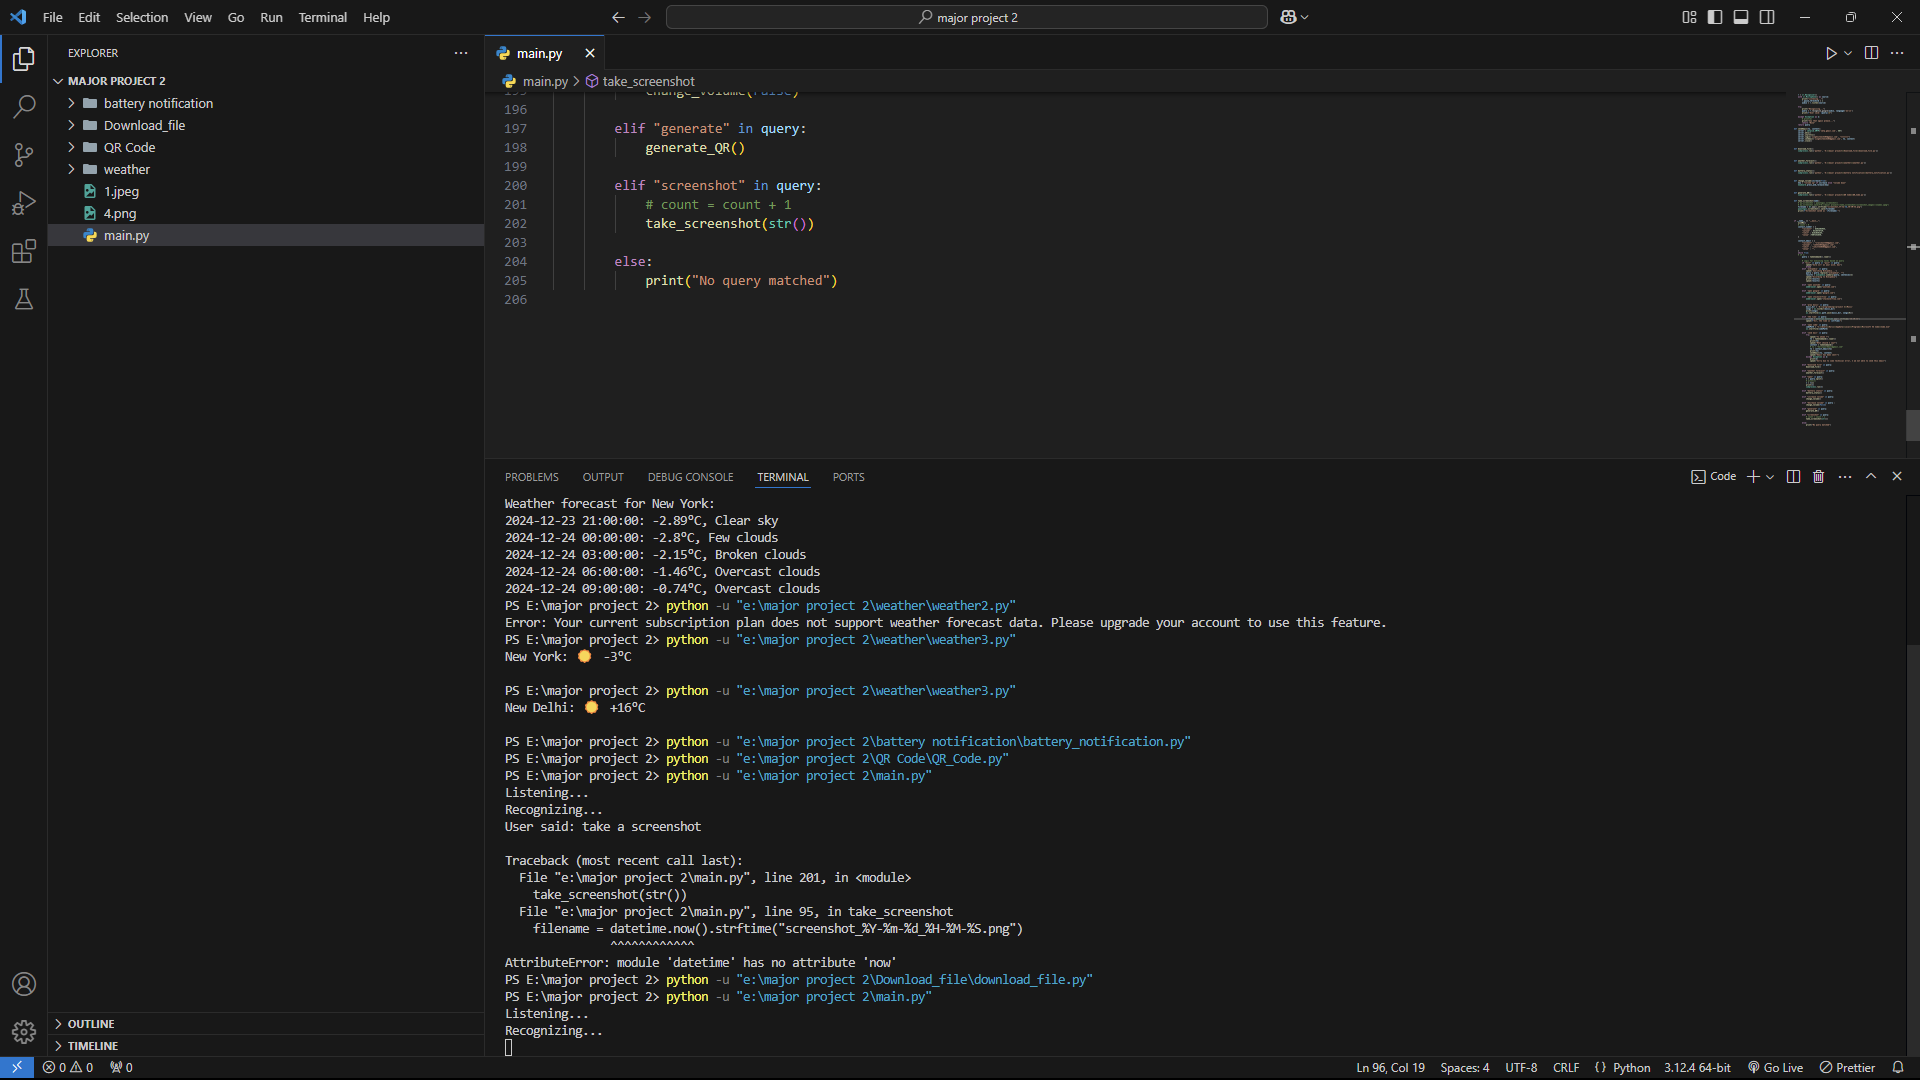 File Edit Selection View Go Run Terminal Help
major project 2
EXPLORER
MAJOR PROJECT 2
battery notification
Download_file
QR Code
weather
1.jpeg
4.png
main.py
OUTLINE
TIMELINE
main.py
main.py > take_screenshot
195 change_volume(False)
196
197 elif "generate" in query:
198 generate_QR()
199
200 elif "screenshot" in query:
201 # count = count + 1
202 take_screenshot(str())
203
204 else:
205 print("No query matched")
206
PROBLEMS OUTPUT DEBUG CONSOLE TERMINAL PORTS
Code
Weather forecast for New York:
2024-12-23 21:00:00: -2.89°C, Clear sky
2024-12-24 00:00:00: -2.8°C, Few clouds
2024-12-24 03:00:00: -2.15°C, Broken clouds
2024-12-24 06:00:00: -1.46°C, Overcast clouds
2024-12-24 09:00:00: -0.74°C, Overcast clouds
PS E:\major project 2> python -u "e:\major project 2\weather\weather2.py"
Error: Your current subscription plan does not support weather forecast data. Please upgrade your account to use this feature.
PS E:\major project 2> python -u "e:\major project 2\weather\weather3.py"
New York: ☀️ -3°C
PS E:\major project 2> python -u "e:\major project 2\weather\weather3.py"
New Delhi: ☀️ +16°C
PS E:\major project 2> python -u "e:\major project 2\battery notification\battery_notification.py"
PS E:\major project 2> python -u "e:\major project 2\QR Code\QR_Code.py"
PS E:\major project 2> python -u "e:\major project 2\main.py"
Listening...
Recognizing...
User said: take a screenshot
Traceback (most recent call last):
File "e:\major project 2\main.py", line 201, in <module>
take_screenshot(str())
File "e:\major project 2\main.py", line 95, in take_screenshot
filename = datetime.now().strftime("screenshot_%Y-%m-%d_%H-%M-%S.png")
^^^^^^^^^^^^
AttributeError: module 'datetime' has no attribute 'now'
PS E:\major project 2> python -u "e:\major project 2\Download_file\download_file.py"
PS E:\major project 2> python -u "e:\major project 2\main.py"
Listening...
Recognizing...
0 0 0
Ln 96, Col 19 Spaces: 4 UTF-8 CRLF {} Python 3.12.4 64-bit Go Live Prettier